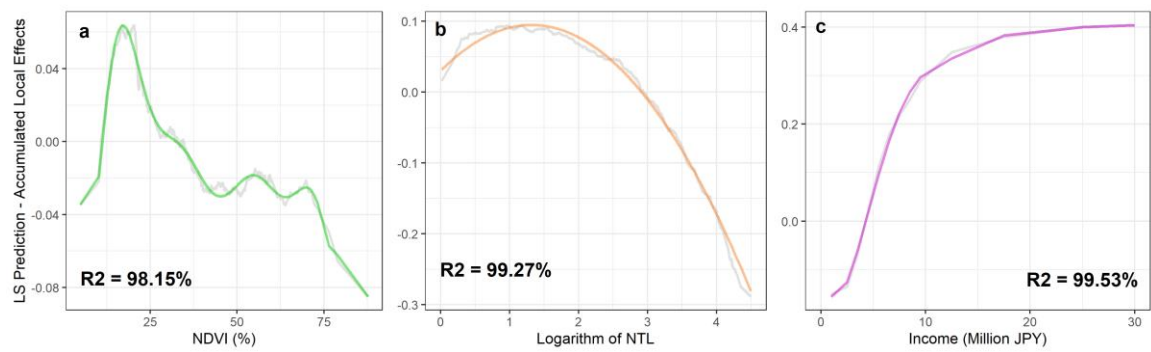 LS Prediction - Accumulated Local Effects
a
0.04
0.00
-0.04
-0.08
R2 = 98.15%
25 50 75
NDVI (%)
b
0.1
0.0
-0.1
-0.2
-0.3
R2 = 99.27%
0 1 2 3 4
Logarithm of NTL
c
0.4
0.2
0.0
R2 = 99.53%
0 10 20 30
Income (Million JPY)